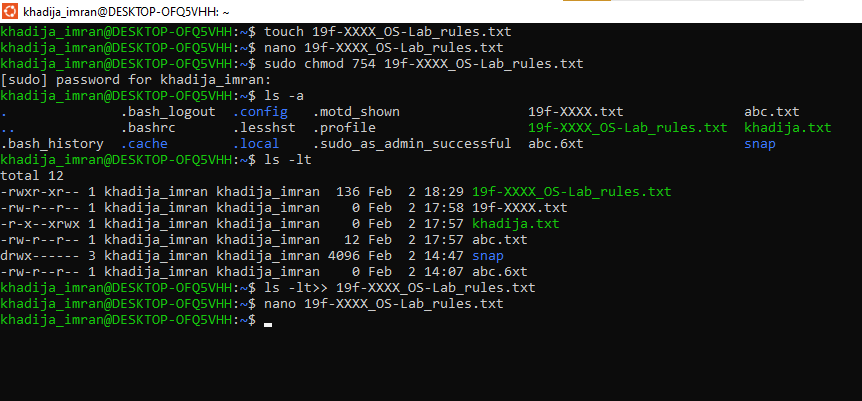 khadija_imran@DESKTOP-OFQ5VHH: ~
khadija_imran@DESKTOP-OFQ5VHH:~$ touch 19f-XXXX_OS-Lab_rules.txt
khadija_imran@DESKTOP-OFQ5VHH:~$ nano 19f-XXXX_OS-Lab_rules.txt
khadija_imran@DESKTOP-OFQ5VHH:~$ sudo chmod 754 19f-XXXX_OS-Lab_rules.txt
[sudo] password for khadija_imran:
khadija_imran@DESKTOP-OFQ5VHH:~$ ls -a
.             .bash_logout  .config   .motd_shown                19f-XXXX.txt               abc.txt
..            .bashrc       .lesshst  .profile                   19f-XXXX_OS-Lab_rules.txt  khadija.txt
.bash_history .cache        .local    .sudo_as_admin_successful  abc.6xt                    snap
khadija_imran@DESKTOP-OFQ5VHH:~$ ls -lt
total 12
-rwxr-xr-- 1 khadija_imran khadija_imran  136 Feb  2 18:29 19f-XXXX_OS-Lab_rules.txt
-rw-r--r-- 1 khadija_imran khadija_imran    0 Feb  2 17:58 19f-XXXX.txt
-r-x--xrwx 1 khadija_imran khadija_imran    0 Feb  2 17:57 khadija.txt
-rw-r--r-- 1 khadija_imran khadija_imran   12 Feb  2 17:57 abc.txt
drwx------ 3 khadija_imran khadija_imran 4096 Feb  2 14:47 snap
-rw-r--r-- 1 khadija_imran khadija_imran    0 Feb  2 14:07 abc.6xt
khadija_imran@DESKTOP-OFQ5VHH:~$ ls -lt>> 19f-XXXX_OS-Lab_rules.txt
khadija_imran@DESKTOP-OFQ5VHH:~$ nano 19f-XXXX_OS-Lab_rules.txt
khadija_imran@DESKTOP-OFQ5VHH:~$